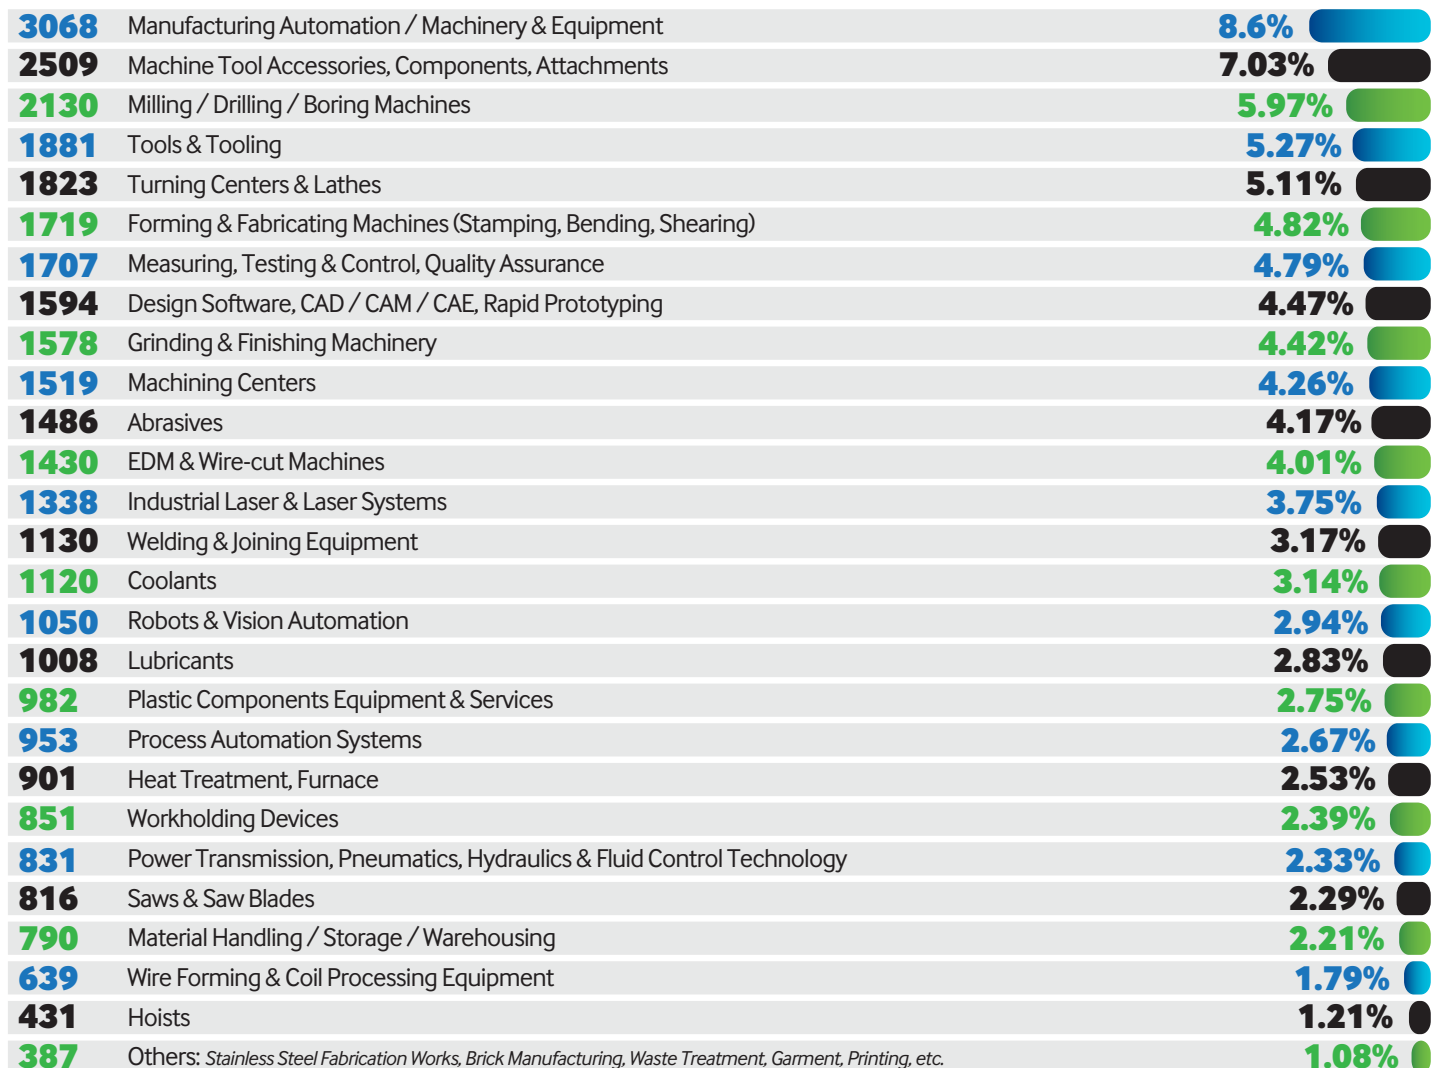 3068 Manufacturing Automation / Machinery & Equipment 8.6%
2509 Machine Tool Accessories, Components, Attachments 7.03%
2130 Milling / Drilling / Boring Machines 5.97%
1881 Tools & Tooling 5.27%
1823 Turning Centers & Lathes 5.11%
1719 Forming & Fabricating Machines (Stamping, Bending, Shearing) 4.82%
1707 Measuring, Testing & Control, Quality Assurance 4.79%
1594 Design Software, CAD / CAM / CAE, Rapid Prototyping 4.47%
1578 Grinding & Finishing Machinery 4.42%
1519 Machining Centers 4.26%
1486 Abrasives 4.17%
1430 EDM & Wire-cut Machines 4.01%
1338 Industrial Laser & Laser Systems 3.75%
1130 Welding & Joining Equipment 3.17%
1120 Coolants 3.14%
1050 Robots & Vision Automation 2.94%
1008 Lubricants 2.83%
982 Plastic Components Equipment & Services 2.75%
953 Process Automation Systems 2.67%
901 Heat Treatment, Furnace 2.53%
851 Workholding Devices 2.39%
831 Power Transmission, Pneumatics, Hydraulics & Fluid Control Technology 2.33%
816 Saws & Saw Blades 2.29%
790 Material Handling / Storage / Warehousing 2.21%
639 Wire Forming & Coil Processing Equipment 1.79%
431 Hoists 1.21%
387 Others: Stainless Steel Fabrication Works, Brick Manufacturing, Waste Treatment, Garment, Printing, etc. 1.08%